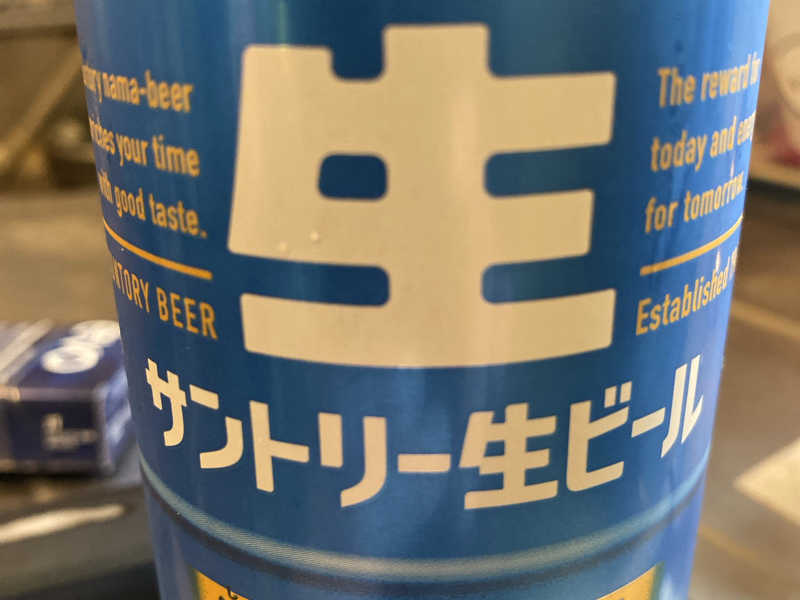 生
nama-beer
your time
good taste.
BEER
The reward
today and
for tomorrow.
Established
サントリー生ビール